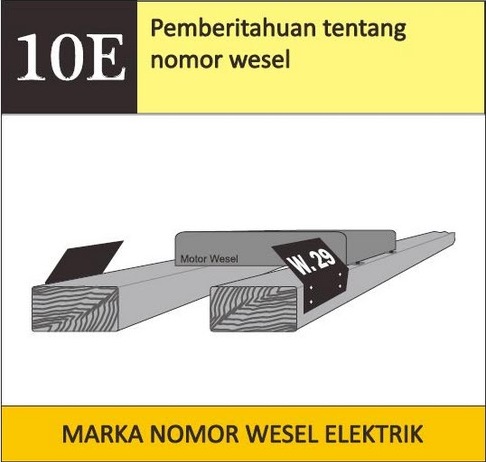 10E
Pemberitahuan tentang
nomor wesel
Motor Wesel
W. 29
MARKA NOMOR WESEL ELEKTRIK